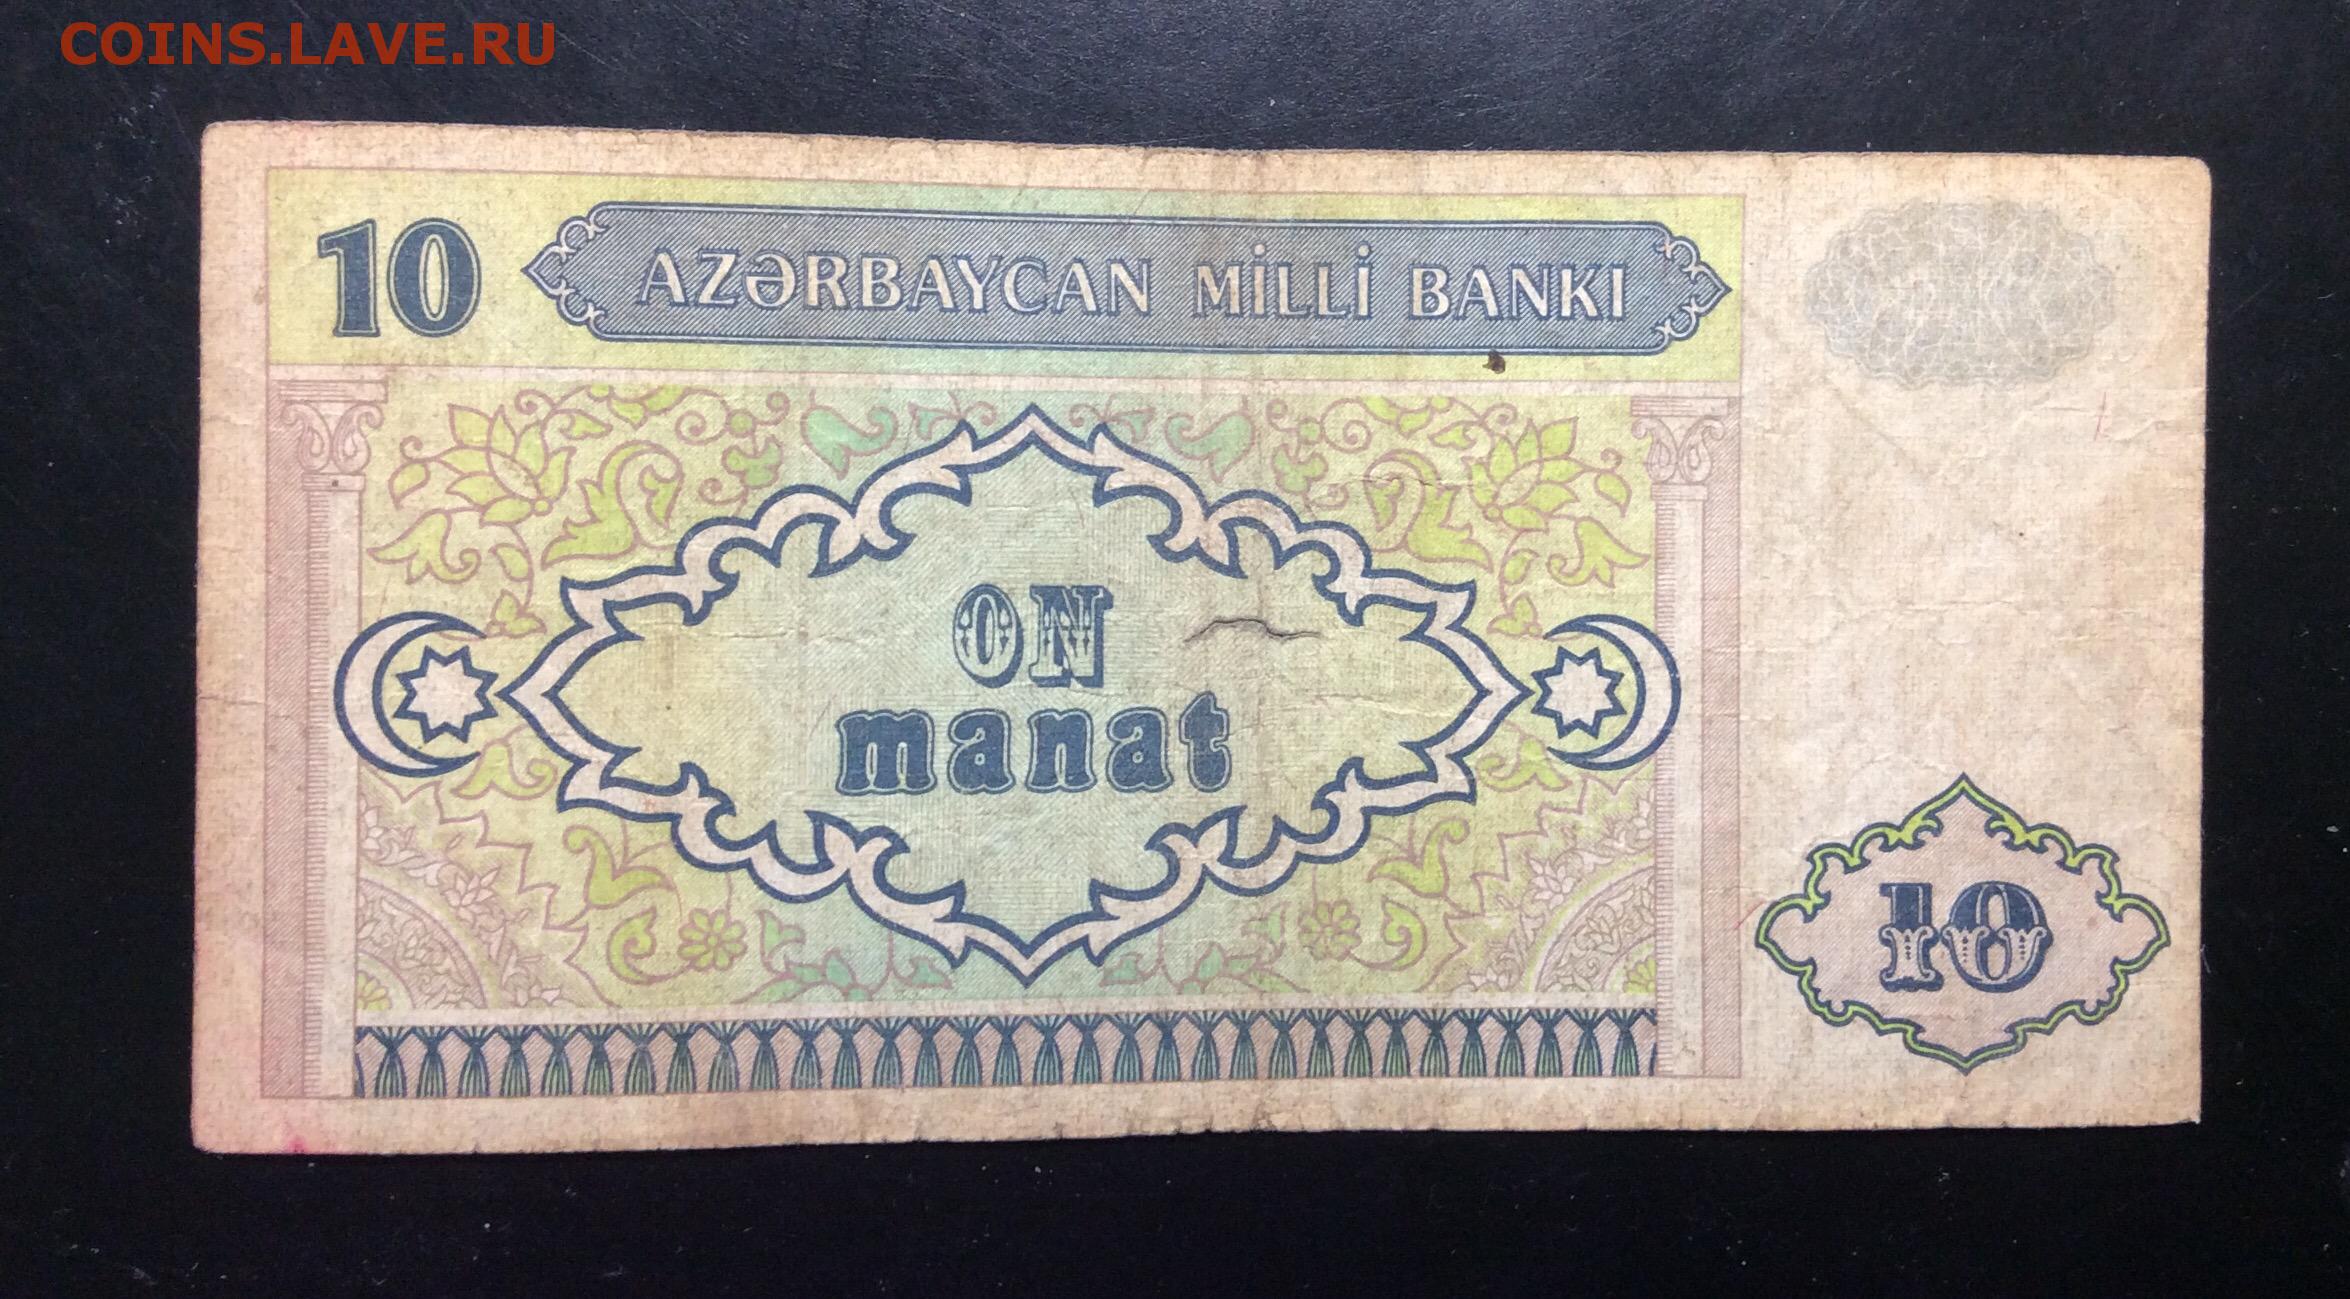 COINS.LAVE.RU
10 AZƏRBAYCAN MİLLİ BANKI
ON
manat
10